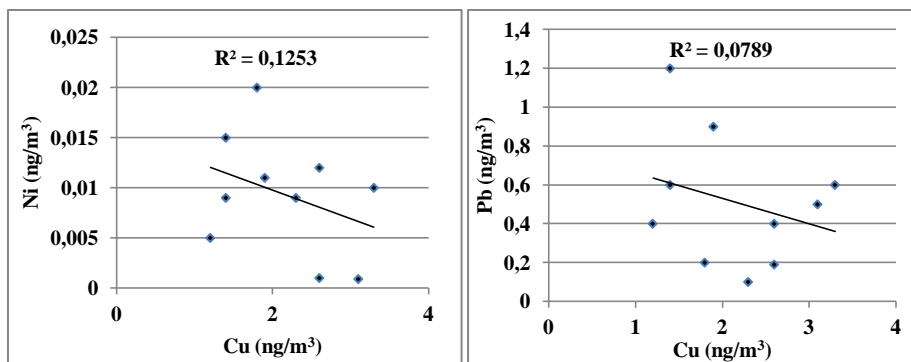 0,025
R² = 0,1253
0,02
0,015
0,01
0,005
0
0 2 4
Ni (ng/m³)
Cu (ng/m³)
1,4
R² = 0,0789
1,2
1
0,8
0,6
0,4
0,2
0
0 1 2 3 4
Pb (ng/m³)
Cu (ng/m³)